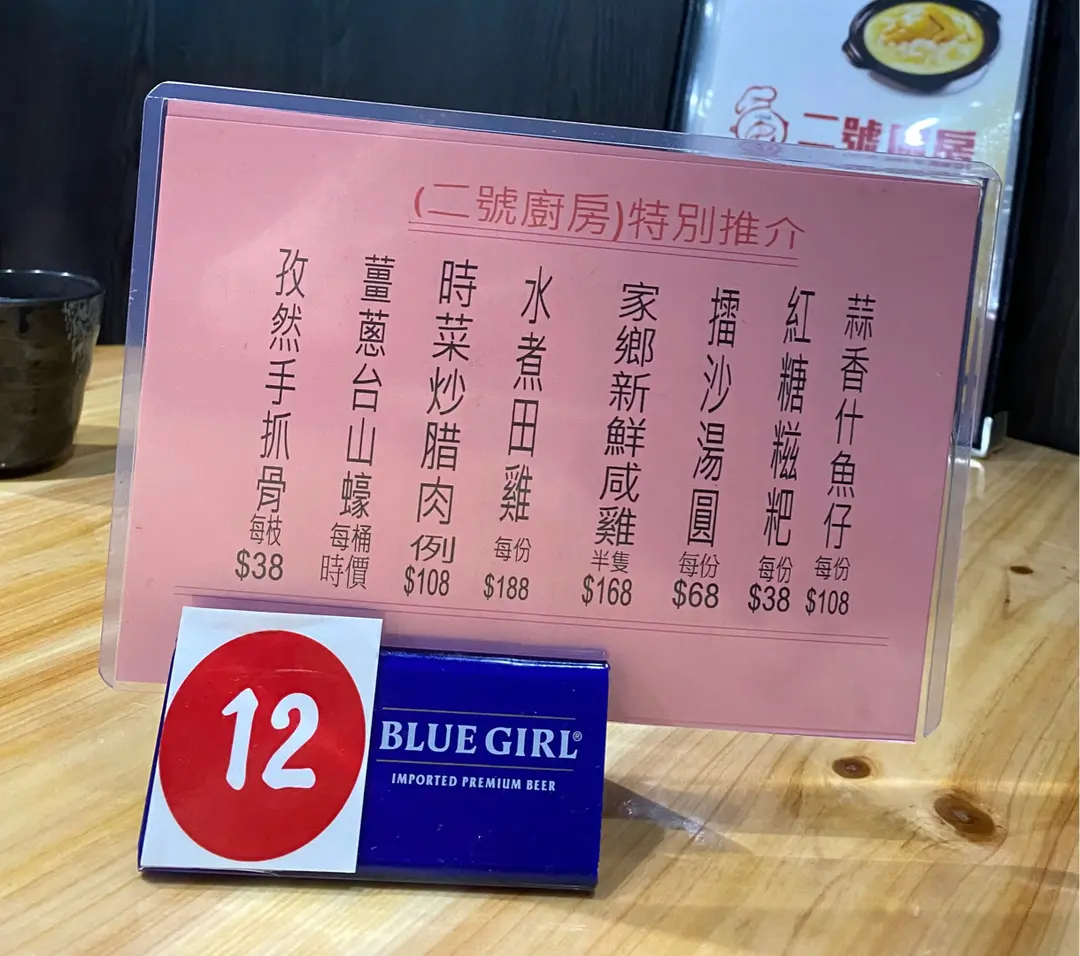 二號廚房
(二號廚房)特別推介
蒜香什魚仔 每份 $108
紅糖糍粑 每份 $38
擂沙湯圓 每份 $68
家鄉新鮮咸雞 半隻 $168
水煮田雞 每份 $188
時菜炒腊肉 例 $108
薑蔥台山蠔 每桶 時價
孜然手抓骨 每枝 $38
12
BLUE GIRL®
IMPORTED PREMIUM BEER